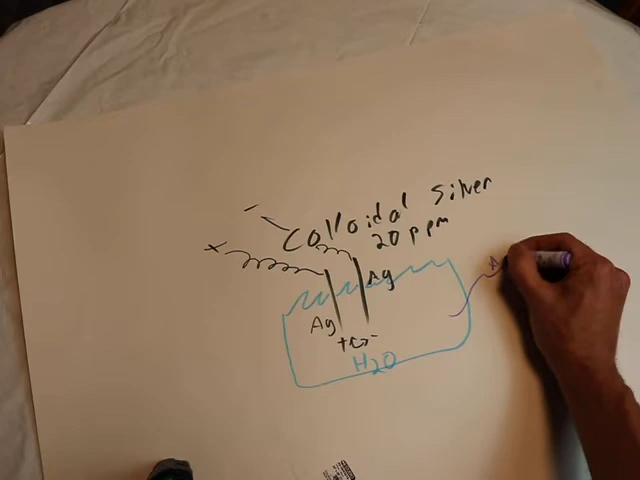 Colloidal Silver
20 ppm
-
+
Ag
Ag
+ -
H2O
A